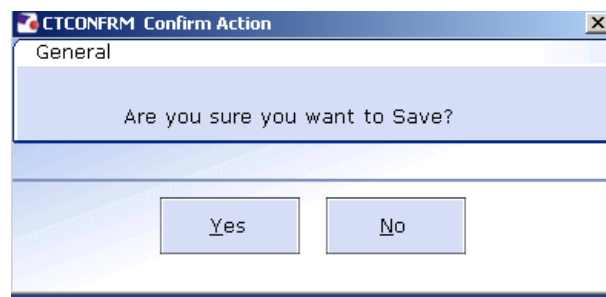 CTCONFRM Confirm Action
General
Are you sure you want to Save?
Yes No